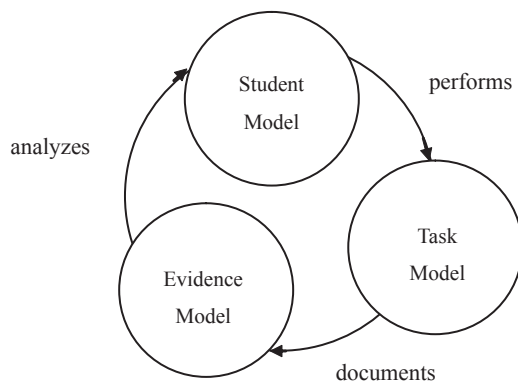 Student
Model
performs
analyzes
Task
Model
Evidence
Model
documents